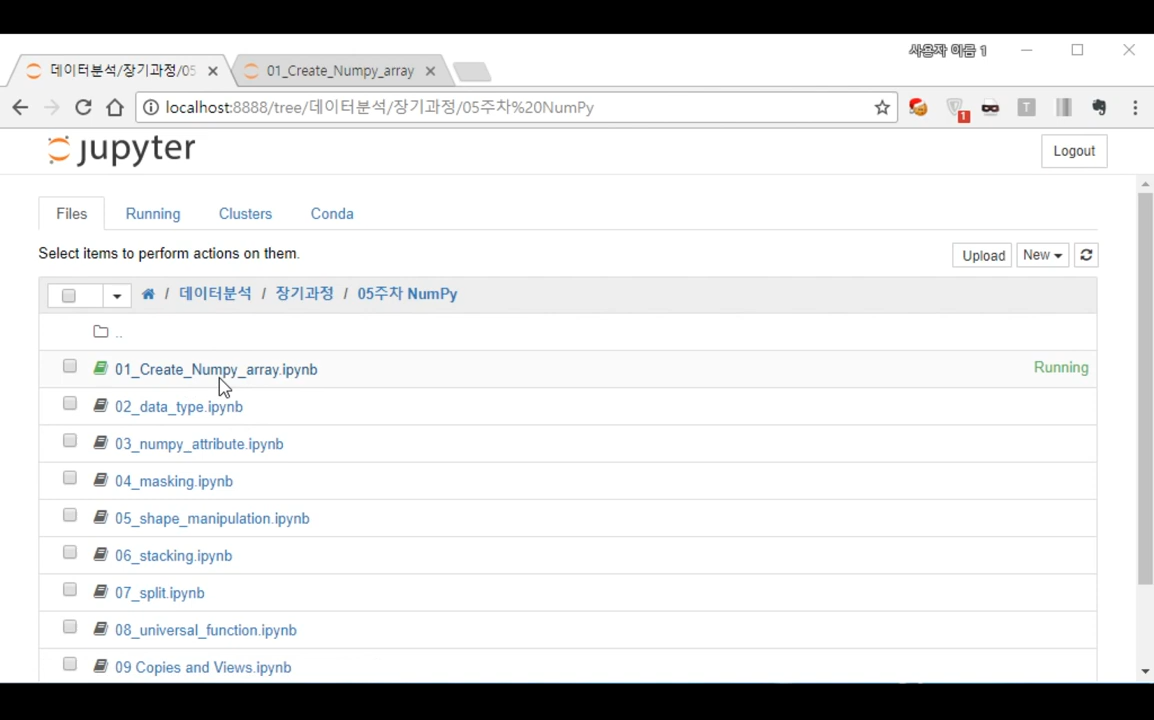 사용자 이름 1
데이터분석/장기과정/05
01_Create_Numpy_array
localhost:8888/tree/데이터분석/장기과정/05주차%20NumPy
1
T
jupyter
Logout
Files Running Clusters Conda
Select items to perform actions on them.
Upload New
/ 데이터분석 / 장기과정 / 05주차 NumPy
..
01_Create_Numpy_array.ipynb Running
02_data_type.ipynb
03_numpy_attribute.ipynb
04_masking.ipynb
05_shape_manipulation.ipynb
06_stacking.ipynb
07_split.ipynb
08_universal_function.ipynb
09 Copies and Views.ipynb